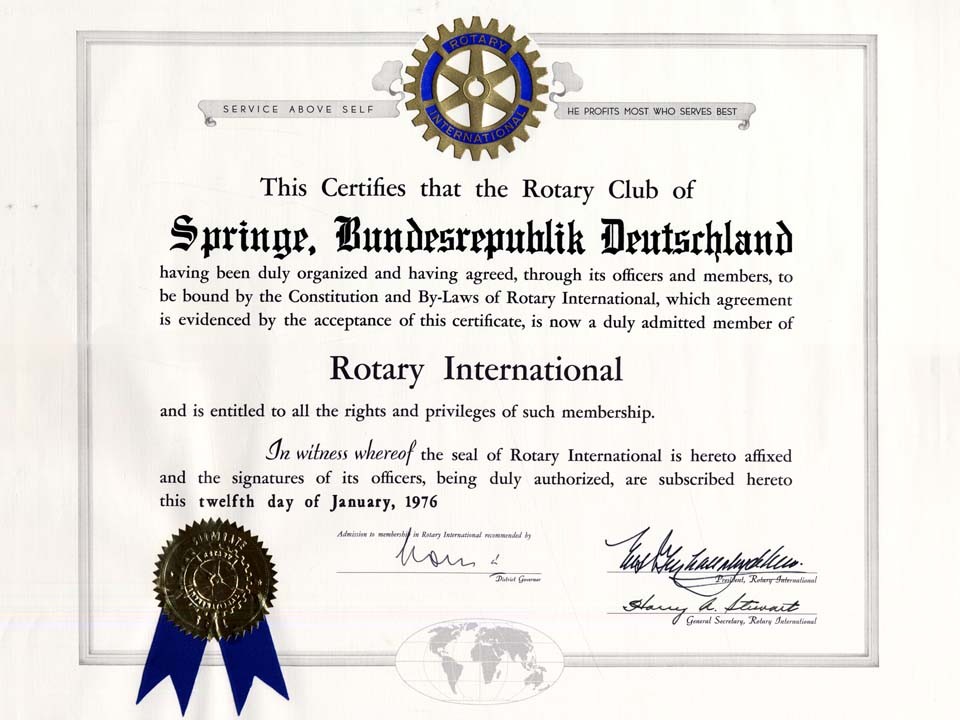 ROTARY
INTERNATIONAL
SERVICE ABOVE SELF
HE PROFITS MOST WHO SERVES BEST
This Certifies that the Rotary Club of
Springe, Bundesrepublik Deutschland
having been duly organized and having agreed, through its officers and members, to
be bound by the Constitution and By-Laws of Rotary International, which agreement
is evidenced by the acceptance of this certificate, is now a duly admitted member of
Rotary International
and is entitled to all the rights and privileges of such membership.
In witness whereof the seal of Rotary International is hereto affixed
and the signatures of its officers, being duly authorized, are subscribed hereto
this twelfth day of January, 1976
Admission to membership in Rotary International recommended by
District Governor
President, Rotary International
Harry A. Stewart
General Secretary, Rotary International